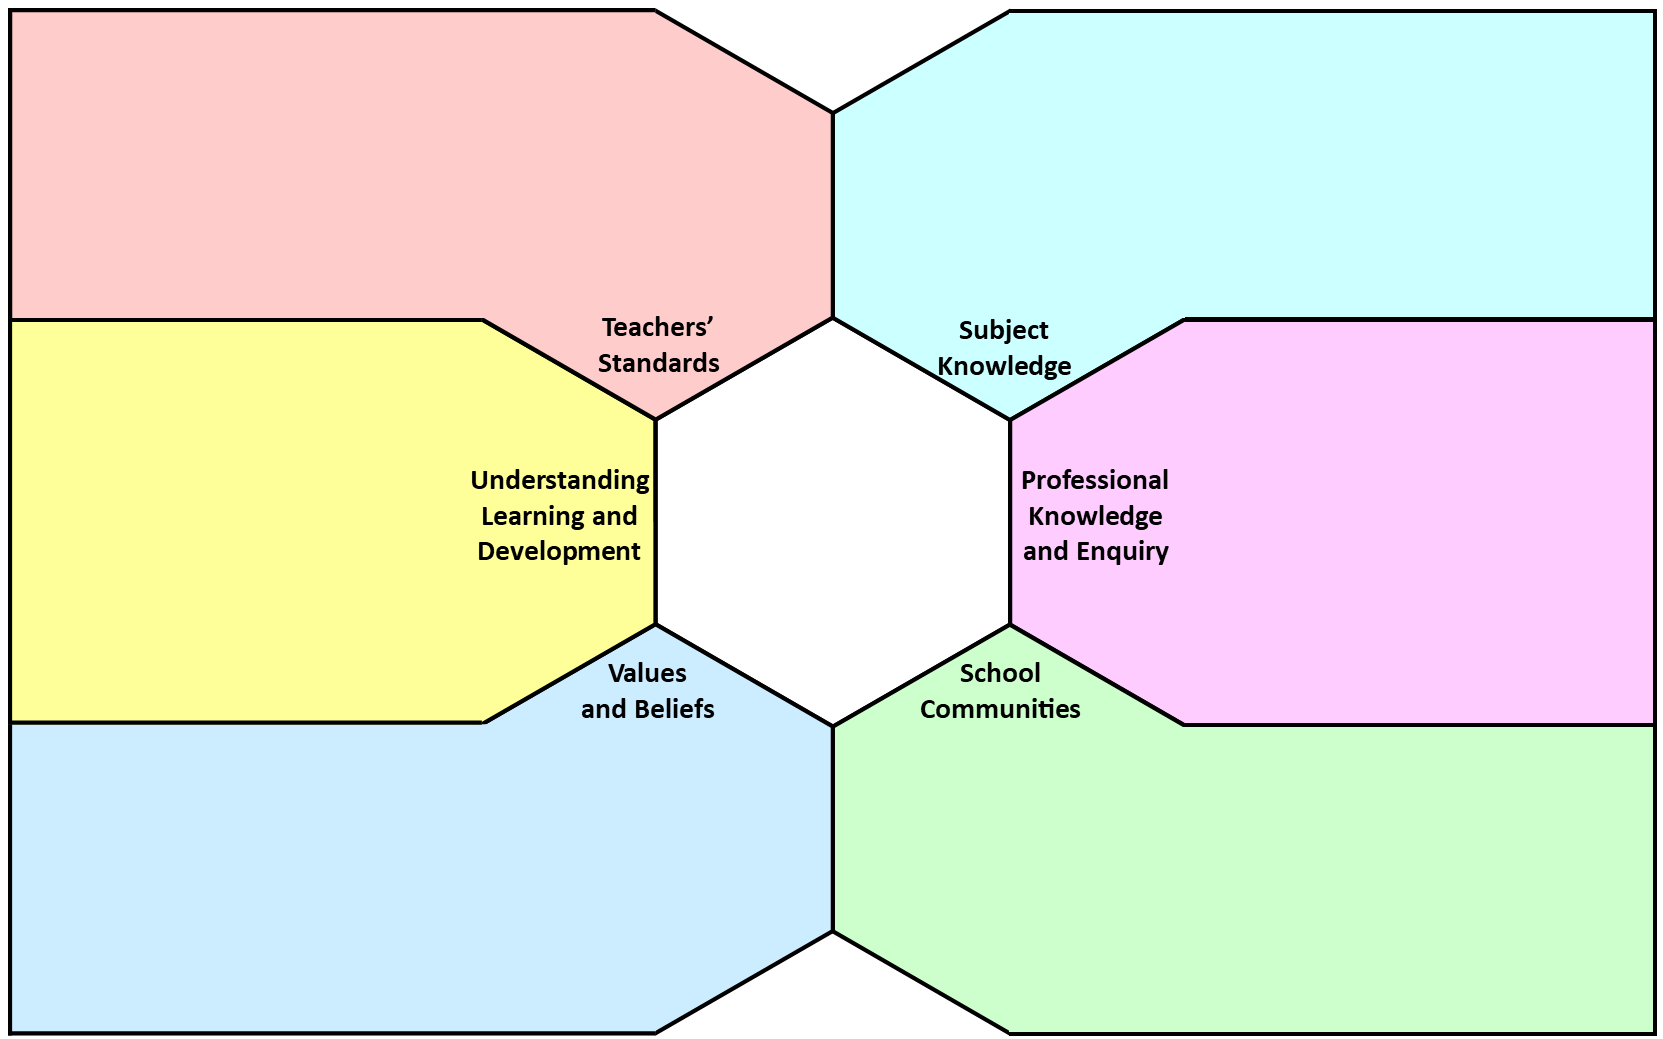 Teachers’
Standards
Subject
Knowledge
Understanding
Learning and
Development
Professional
Knowledge
and Enquiry
Values
and Beliefs
School
Communities